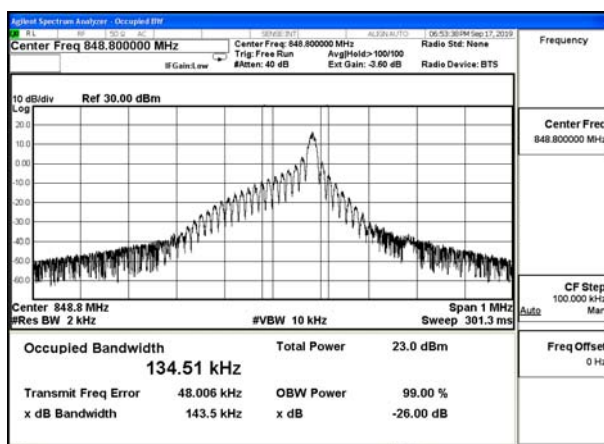 Agilent Spectrum Analyzer - Occupied BW
RL RF 50 Ω AC SENSE:INT ALIGN AUTO 06:53:38 PM Sep 17, 2019
Center Freq 848.800000 MHz
Center Freq: 848.800000 MHz Radio Std: None
Trig: Free Run Avg|Hold:>100/100
#IFGain:Low #Atten: 40 dB Ext Gain: -3.60 dB Radio Device: BTS
10 dB/div Ref 30.00 dBm
Log
20.0
10.0
0.00
-10.0
-20.0
-30.0
-40.0
-50.0
-60.0
Center 848.8 MHz Span 1 MHz
#Res BW 2 kHz #VBW 10 kHz Sweep 301.3 ms
Occupied Bandwidth Total Power 23.0 dBm
134.51 kHz
Transmit Freq Error 48.006 kHz OBW Power 99.00 %
x dB Bandwidth 143.5 kHz x dB -26.00 dB
Frequency
Center Freq
848.800000 MHz
CF Step
100.000 kHz
Auto Man
Freq Offset
0 Hz